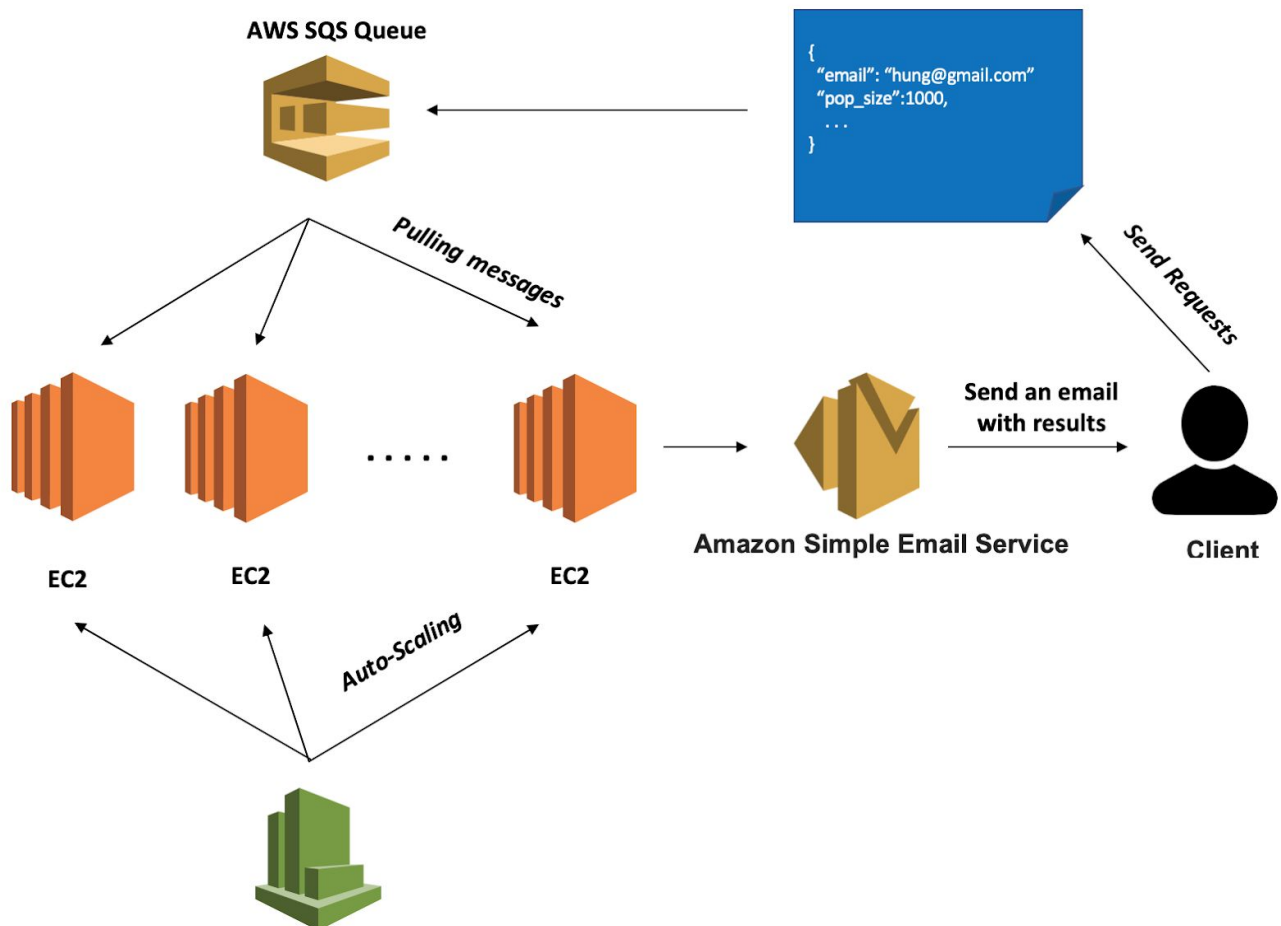 AWS SQS Queue
{
“email”: “hung@gmail.com”
“pop_size”:1000,
. . .
}
Pulling messages
Send Requests
Send an email
with results
. . . . .
Amazon Simple Email Service
Client
EC2
EC2
EC2
Auto-Scaling